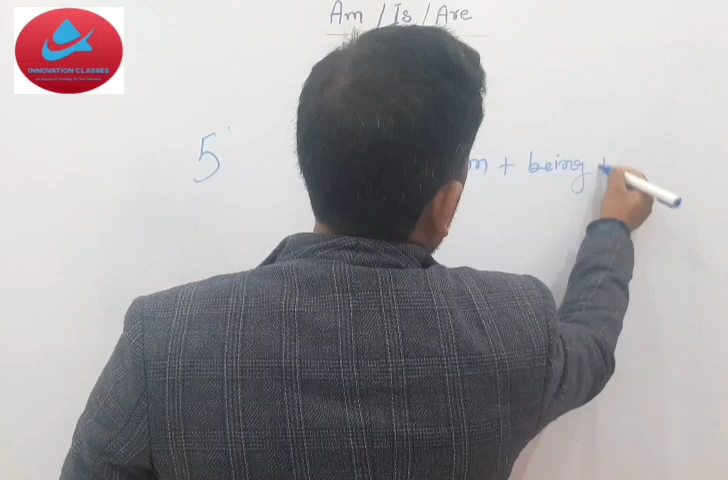 Am / Is / Are
INNOVATION CLASSES
5
m + being +